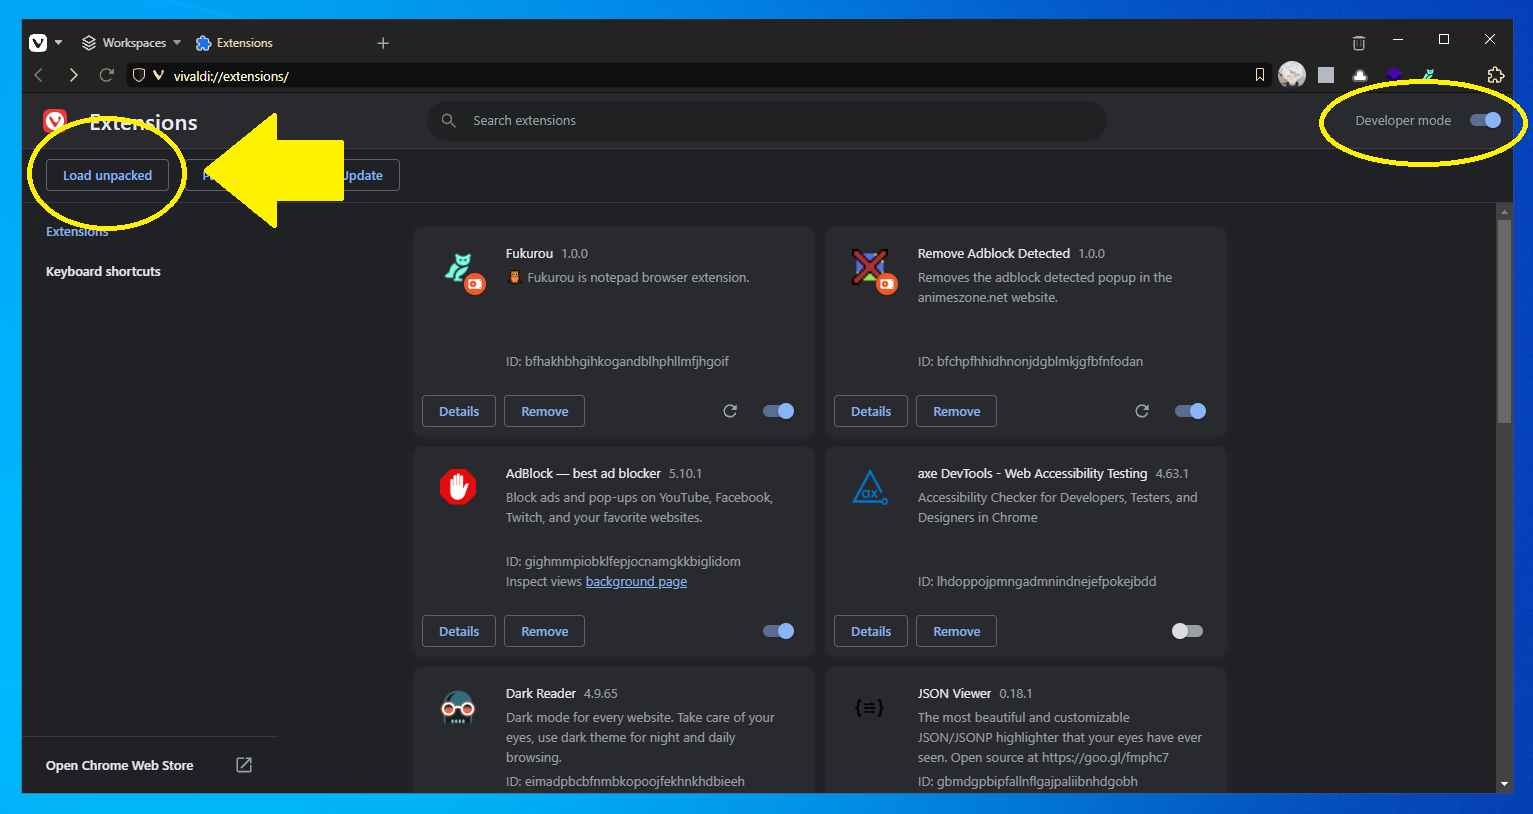 Workspaces
Extensions
vivaldi://extensions/
Extensions
Search extensions
Developer mode
Load unpacked
Update
Extensions
Keyboard shortcuts
Fukurou 1.0.0
Fukurou is notepad browser extension.
ID: bfhakhbhgihkogandblhphllmfjhgoif
Details
Remove
Remove Adblock Detected 1.0.0
Removes the adblock detected popup in the
animeszone.net website.
ID: bfchpfhhidhnonjdgblmkjgfbfnfodan
Details
Remove
AdBlock — best ad blocker 5.10.1
Block ads and pop-ups on YouTube, Facebook,
Twitch, and your favorite websites.
ID: gighmmpiobklfepjocnamgkkbiglidom
Inspect views background page
Details
Remove
axe DevTools - Web Accessibility Testing 4.63.1
Accessibility Checker for Developers, Testers, and
Designers in Chrome
ID: lhdoppojpmngadmnindnejefpokejbdd
Details
Remove
Dark Reader 4.9.65
Dark mode for every website. Take care of your
eyes, use dark theme for night and daily
browsing.
ID: eimadpbcbfnmbkopoojfekhnkhdbieeh
JSON Viewer 0.18.1
The most beautiful and customizable
JSON/JSONP highlighter that your eyes have ever
seen. Open source at https://goo.gl/fmphc7
ID: gbmdgpbipfallnflgajpaliibnhdgobh
Open Chrome Web Store